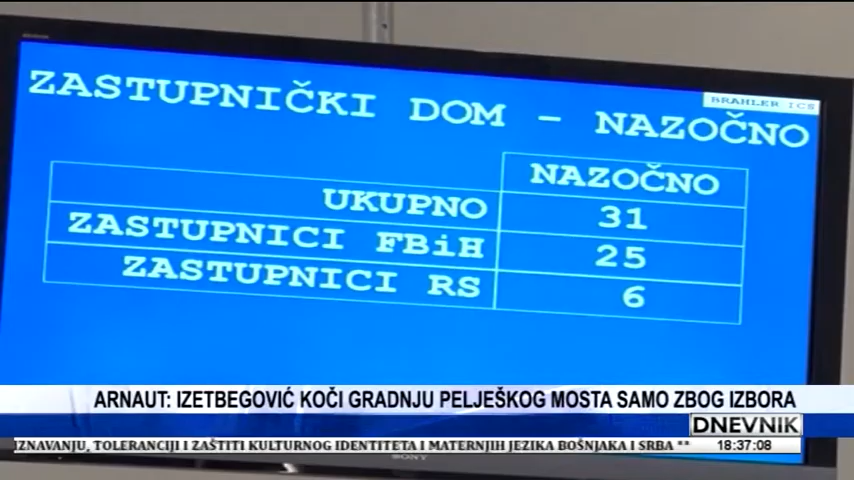 BRAHLER ICS
ZASTUPNIČKI DOM - NAZOČNO
NAZOČNO
UKUPNO 31
ZASTUPNICI FBiH 25
ZASTUPNICI RS 6
ARNAUT: IZETBEGOVIĆ KOČI GRADNJU PELJEŠKOG MOSTA SAMO ZBOG IZBORA
DNEVNIK
IZNAVANJU, TOLERANCIJI I ZAŠTITI KULTURNOG IDENTITETA I MATERNJIH JEZIKA BOŠNJAKA I SRBA ** 18:37:08
SONY